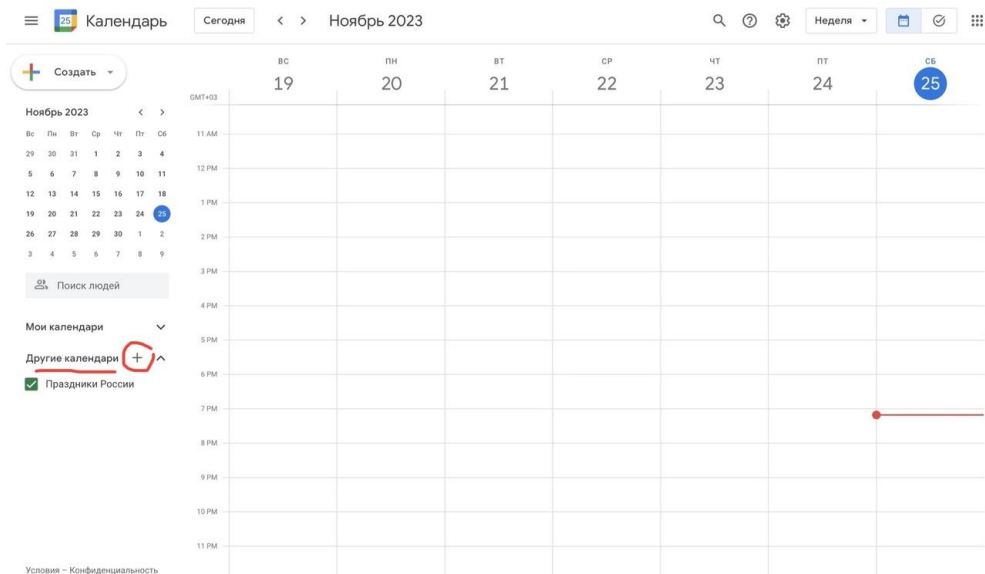 25 Календарь Сегодня Ноябрь 2023 Неделя
Создать
Ноябрь 2023
Вс Пн Вт Ср Чт Пт Сб
29 30 31 1 2 3 4
5 6 7 8 9 10 11
12 13 14 15 16 17 18
19 20 21 22 23 24 25
26 27 28 29 30 1 2
3 4 5 6 7 8 9
Поиск людей
Мои календари
Другие календари
Праздники России
Условия – Конфиденциальность
ВС ПН ВТ СР ЧТ ПТ СБ
19 20 21 22 23 24 25
GMT+03
11 AM
12 PM
1 PM
2 PM
3 PM
4 PM
5 PM
6 PM
7 PM
8 PM
9 PM
10 PM
11 PM